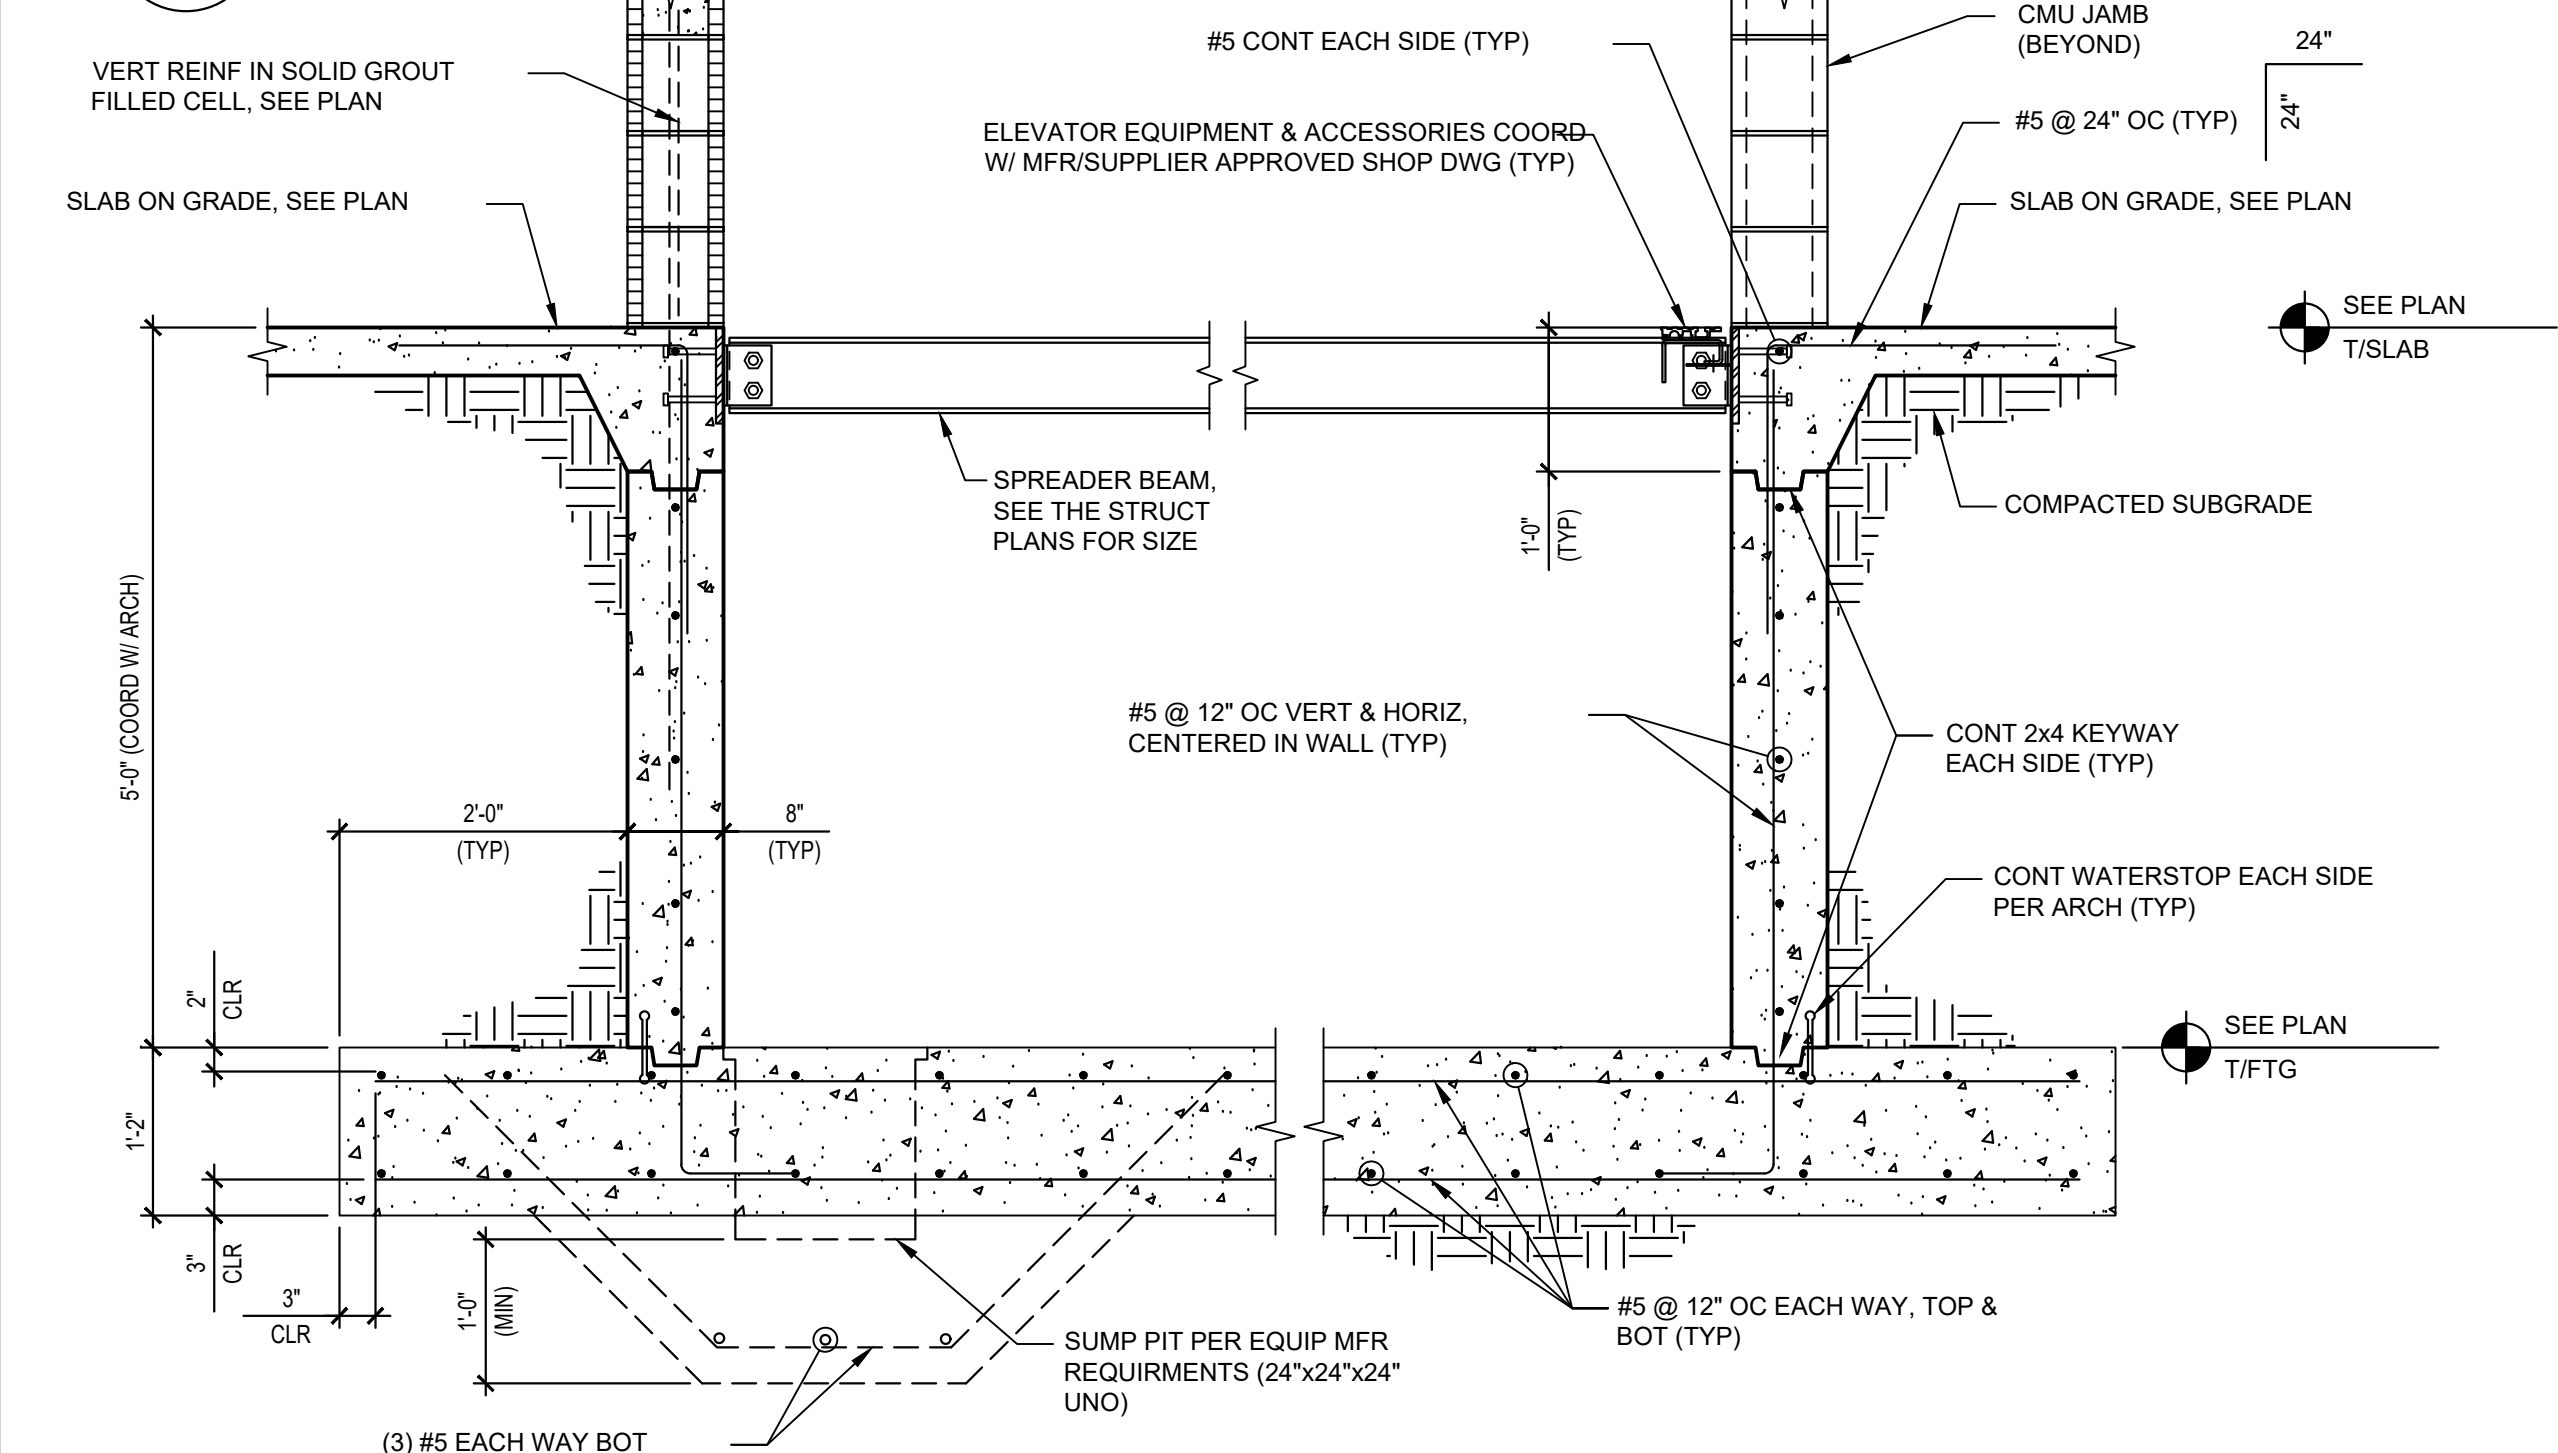 VERT REINF IN SOLID GROUT
FILLED CELL, SEE PLAN
SLAB ON GRADE, SEE PLAN
#5 CONT EACH SIDE (TYP)
ELEVATOR EQUIPMENT & ACCESSORIES COORD
W/ MFR/SUPPLIER APPROVED SHOP DWG (TYP)
CMU JAMB
(BEYOND)
24"
24"
#5 @ 24" OC (TYP)
SLAB ON GRADE, SEE PLAN
SEE PLAN
T/SLAB
SPREADER BEAM,
SEE THE STRUCT
PLANS FOR SIZE
1'-0"
(TYP)
COMPACTED SUBGRADE
5'-0" (COORD W/ ARCH)
#5 @ 12" OC VERT & HORIZ,
CENTERED IN WALL (TYP)
CONT 2x4 KEYWAY
EACH SIDE (TYP)
2'-0"
(TYP)
8"
(TYP)
CONT WATERSTOP EACH SIDE
PER ARCH (TYP)
2"
CLR
SEE PLAN
T/FTG
1'-2"
3"
CLR
3"
CLR
1'-0"
(MIN)
SUMP PIT PER EQUIP MFR
REQUIRMENTS (24"x24"x24"
UNO)
#5 @ 12" OC EACH WAY, TOP &
BOT (TYP)
(3) #5 EACH WAY BOT